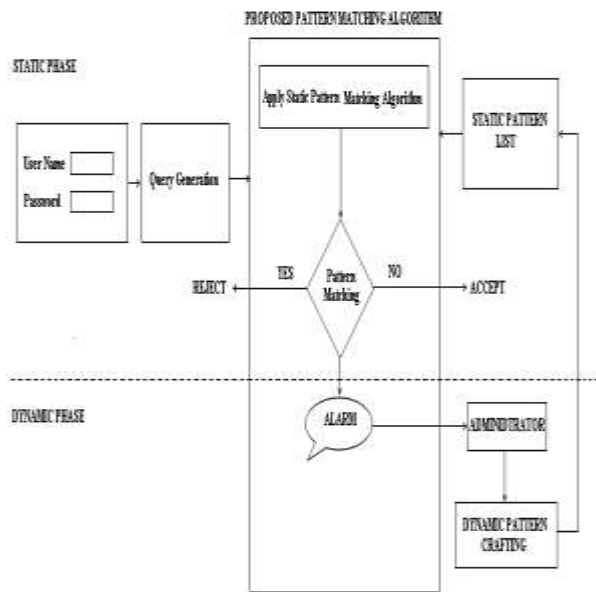 PROPOSED PATTERN MATCHING ALGORITHM
STATIC PHASE
Apply Static Pattern Matching Algorithm
STATIC PATTERN
LIST
User Name
Password
Query Generation
YES
NO
Pattern
Matching
REJECT
ACCEPT
DYNAMIC PHASE
ALARM
ADMINISTRATOR
DYNAMIC PATTERN
CRAFTING